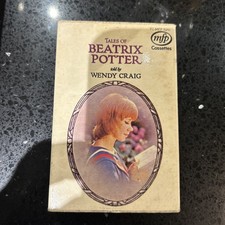 TALES OF
BEATRIX
POTTER
told by
WENDY CRAIG
mfp
Cassettes